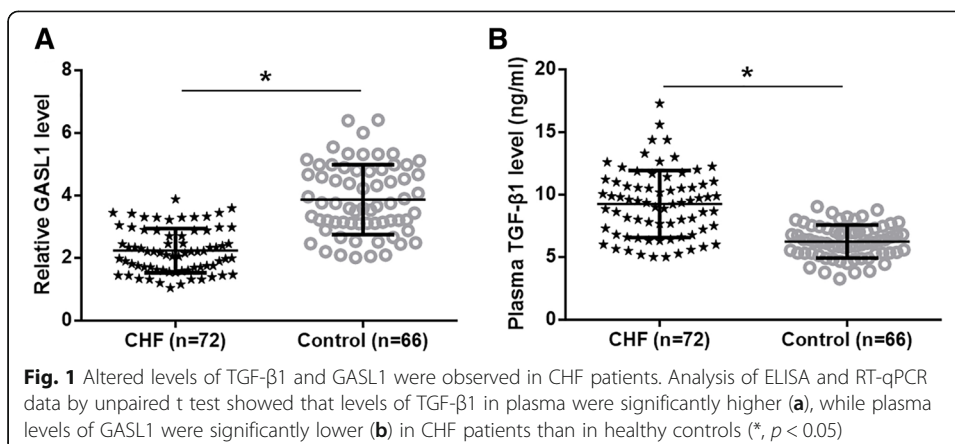 A
B
Relative GASL1 level
8
6
4
2
0
*
CHF (n=72)
Control (n=66)
Plasma TGF-β1 level (ng/ml)
20
15
10
5
0
*
CHF (n=72)
Control (n=66)
Fig. 1 Altered levels of TGF-β1 and GASL1 were observed in CHF patients. Analysis of ELISA and RT-qPCR
data by unpaired t test showed that levels of TGF-β1 in plasma were significantly higher (a), while plasma
levels of GASL1 were significantly lower (b) in CHF patients than in healthy controls (*, p < 0.05)